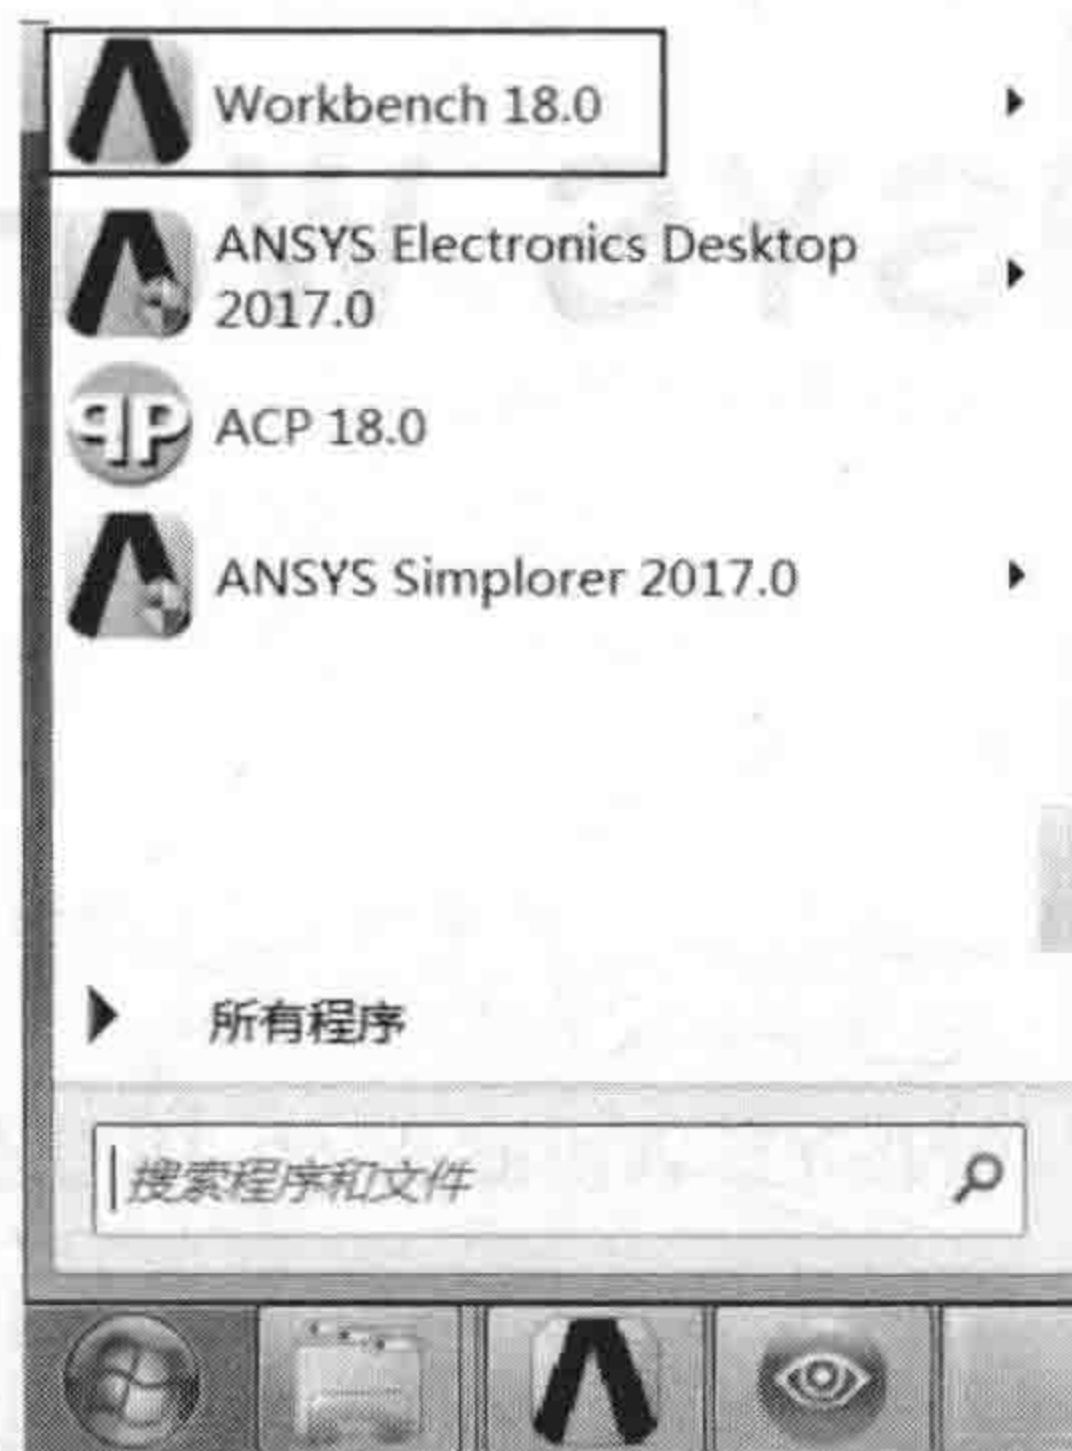 Workbench 18.0
ANSYS Electronics Desktop
2017.0
ACP 18.0
ANSYS Simplorer 2017.0
所有程序
搜索程序和文件